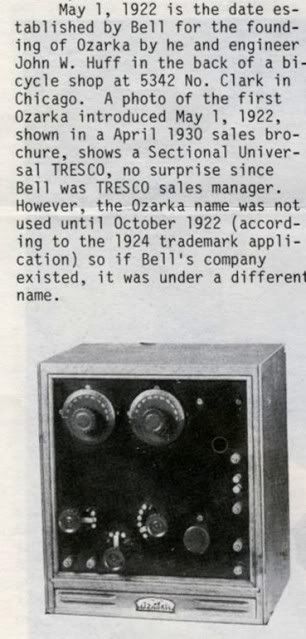 May 1, 1922 is the date es-
tablished by Bell for the found-
ing of Ozarka by he and engineer
John W. Huff in the back of a bi-
cycle shop at 5342 No. Clark in
Chicago. A photo of the first
Ozarka introduced May 1, 1922,
shown in a April 1930 sales bro-
chure, shows a Sectional Univer-
sal TRESCO, no surprise since
Bell was TRESCO sales manager.
However, the Ozarka name was not
used until October 1922 (accord-
ing to the 1924 trademark appli-
cation) so if Bell's company
existed, it was under a different
name.
OZARKA